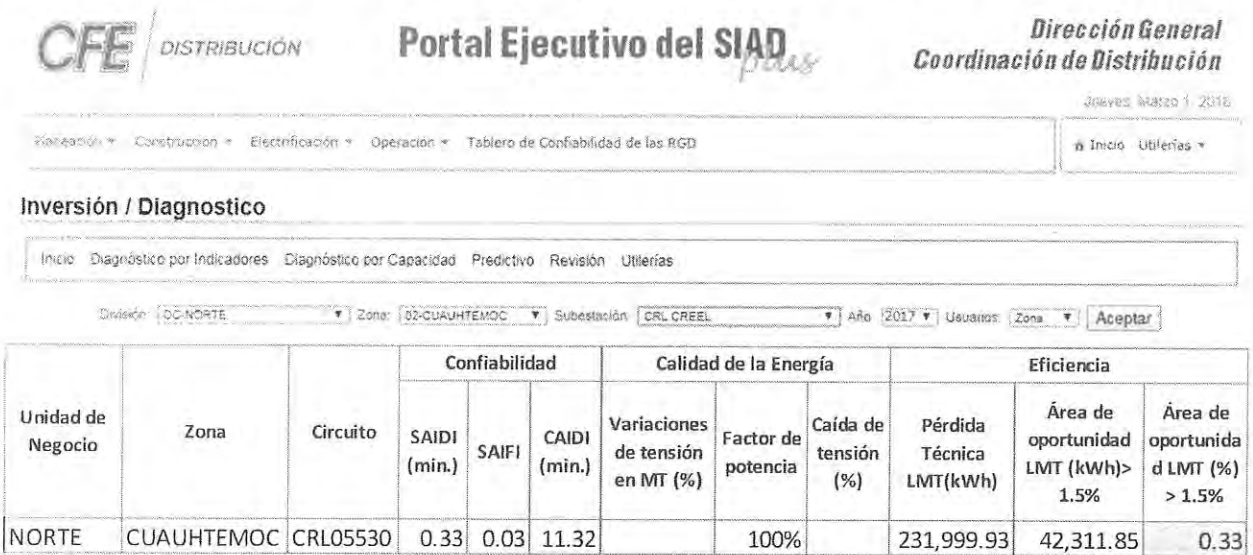 CFE DISTRIBUCIÓN
Portal Ejecutivo del SIAD plus
Dirección General
Coordinación de Distribución
Jueves, Marzo 1, 2018
Planeación Construcción Electrificación Operación Tablero de Confiabilidad de las RGD
Inicio Utilerías
Inversión / Diagnostico
Inicio Diagnóstico por Indicadores Diagnóstico por Capacidad Predictivo Revisión Utilerías
División: DC-NORTE Zona: 02-CUAUHTEMOC Subestación: CRL CREEL Año 2017 Usuarios: Zona Aceptar
Confiabilidad Calidad de la Energía Eficiencia
Unidad de Negocio Zona Circuito SAIDI (min.) SAIFI CAIDI (min.) Variaciones de tensión en MT (%) Factor de potencia Caída de tensión (%) Pérdida Técnica LMT(kWh) Área de oportunidad LMT (kWh)> 1.5% Área de oportunida d LMT (%) > 1.5%
NORTE CUAUHTEMOC CRL05530 0.33 0.03 11.32 100% 231,999.93 42,311.85 0.33